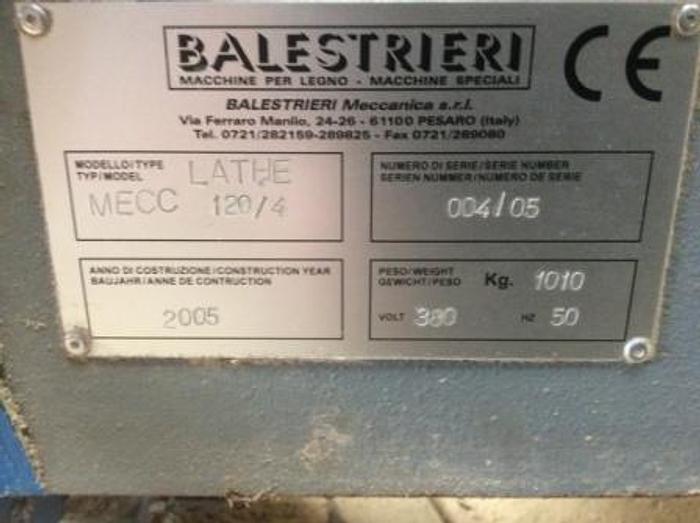 BALESTRIERI
MACCHINE PER LEGNO - MACCHINE SPECIALI
CE
BALESTRIERI Meccanica s.r.l.
Via Ferraro Manlio, 24-26 - 61100 PESARO (Italy)
Tel. 0721/282159-289825 - Fax 0721/289080
MODELLO/TYPE
TYP/MODEL
LATHE
MECC 120/4
NUMERO DI SERIE/SERIE NUMBER
SERIEN NUMMER/NUMERO DE SERIE
004/05
ANNO DI COSTRUZIONE/CONSTRUCTION YEAR
BAUJAHR/ANNE DE CONTRUCTION
2005
PESO/WEIGHT
GEWICHT/PESO
Kg. 1010
VOLT 380 HZ 50